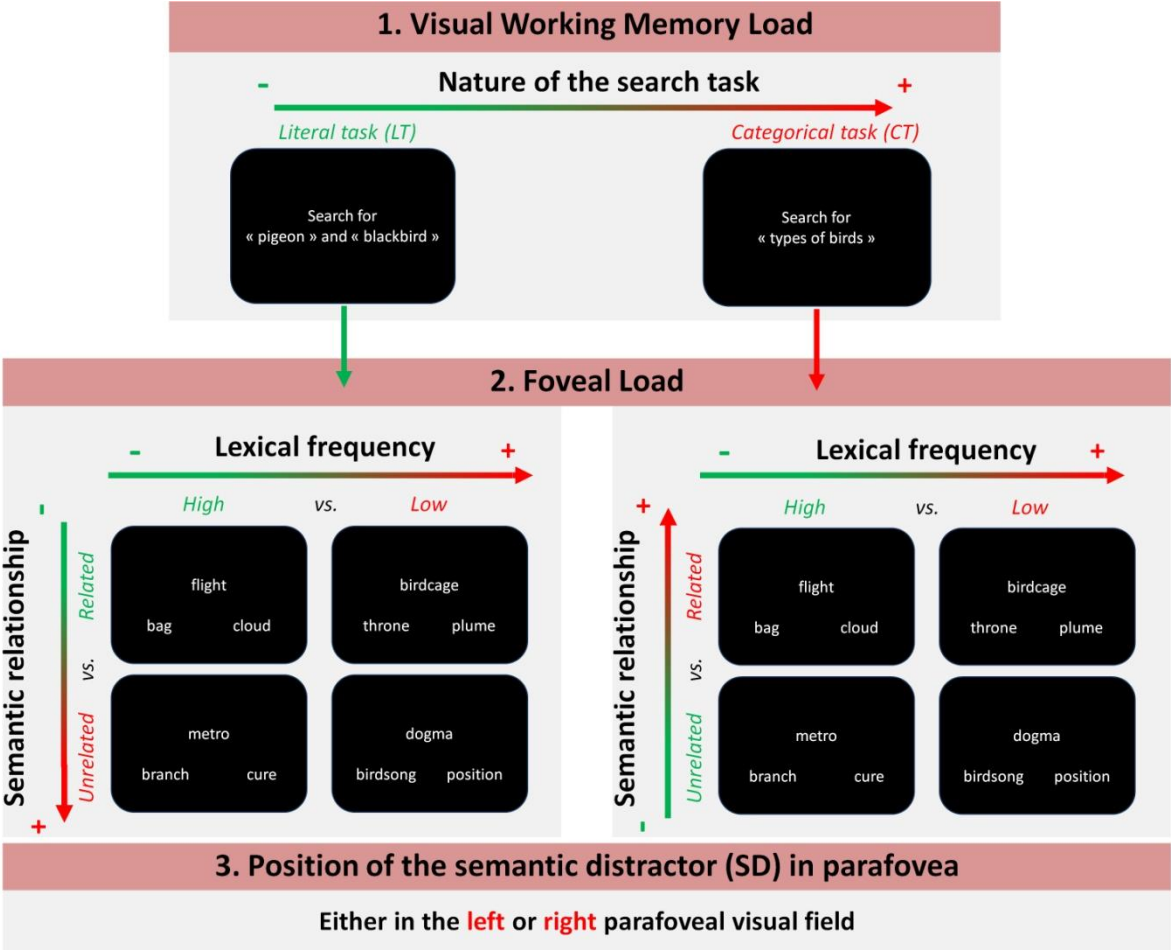 1. Visual Working Memory Load
Nature of the search task
- +
Literal task (LT)
Categorical task (CT)
Search for
« pigeon » and « blackbird »
Search for
« types of birds »
2. Foveal Load
Lexical frequency
- +
High vs. Low
Semantic relationship
- +
Related vs. Unrelated
flight
bag cloud
birdcage
throne plume
metro
branch cure
dogma
birdsong position
Lexical frequency
- +
High vs. Low
Semantic relationship
+ -
Related vs. Unrelated
flight
bag cloud
birdcage
throne plume
metro
branch cure
dogma
birdsong position
3. Position of the semantic distractor (SD) in parafovea
Either in the left or right parafoveal visual field